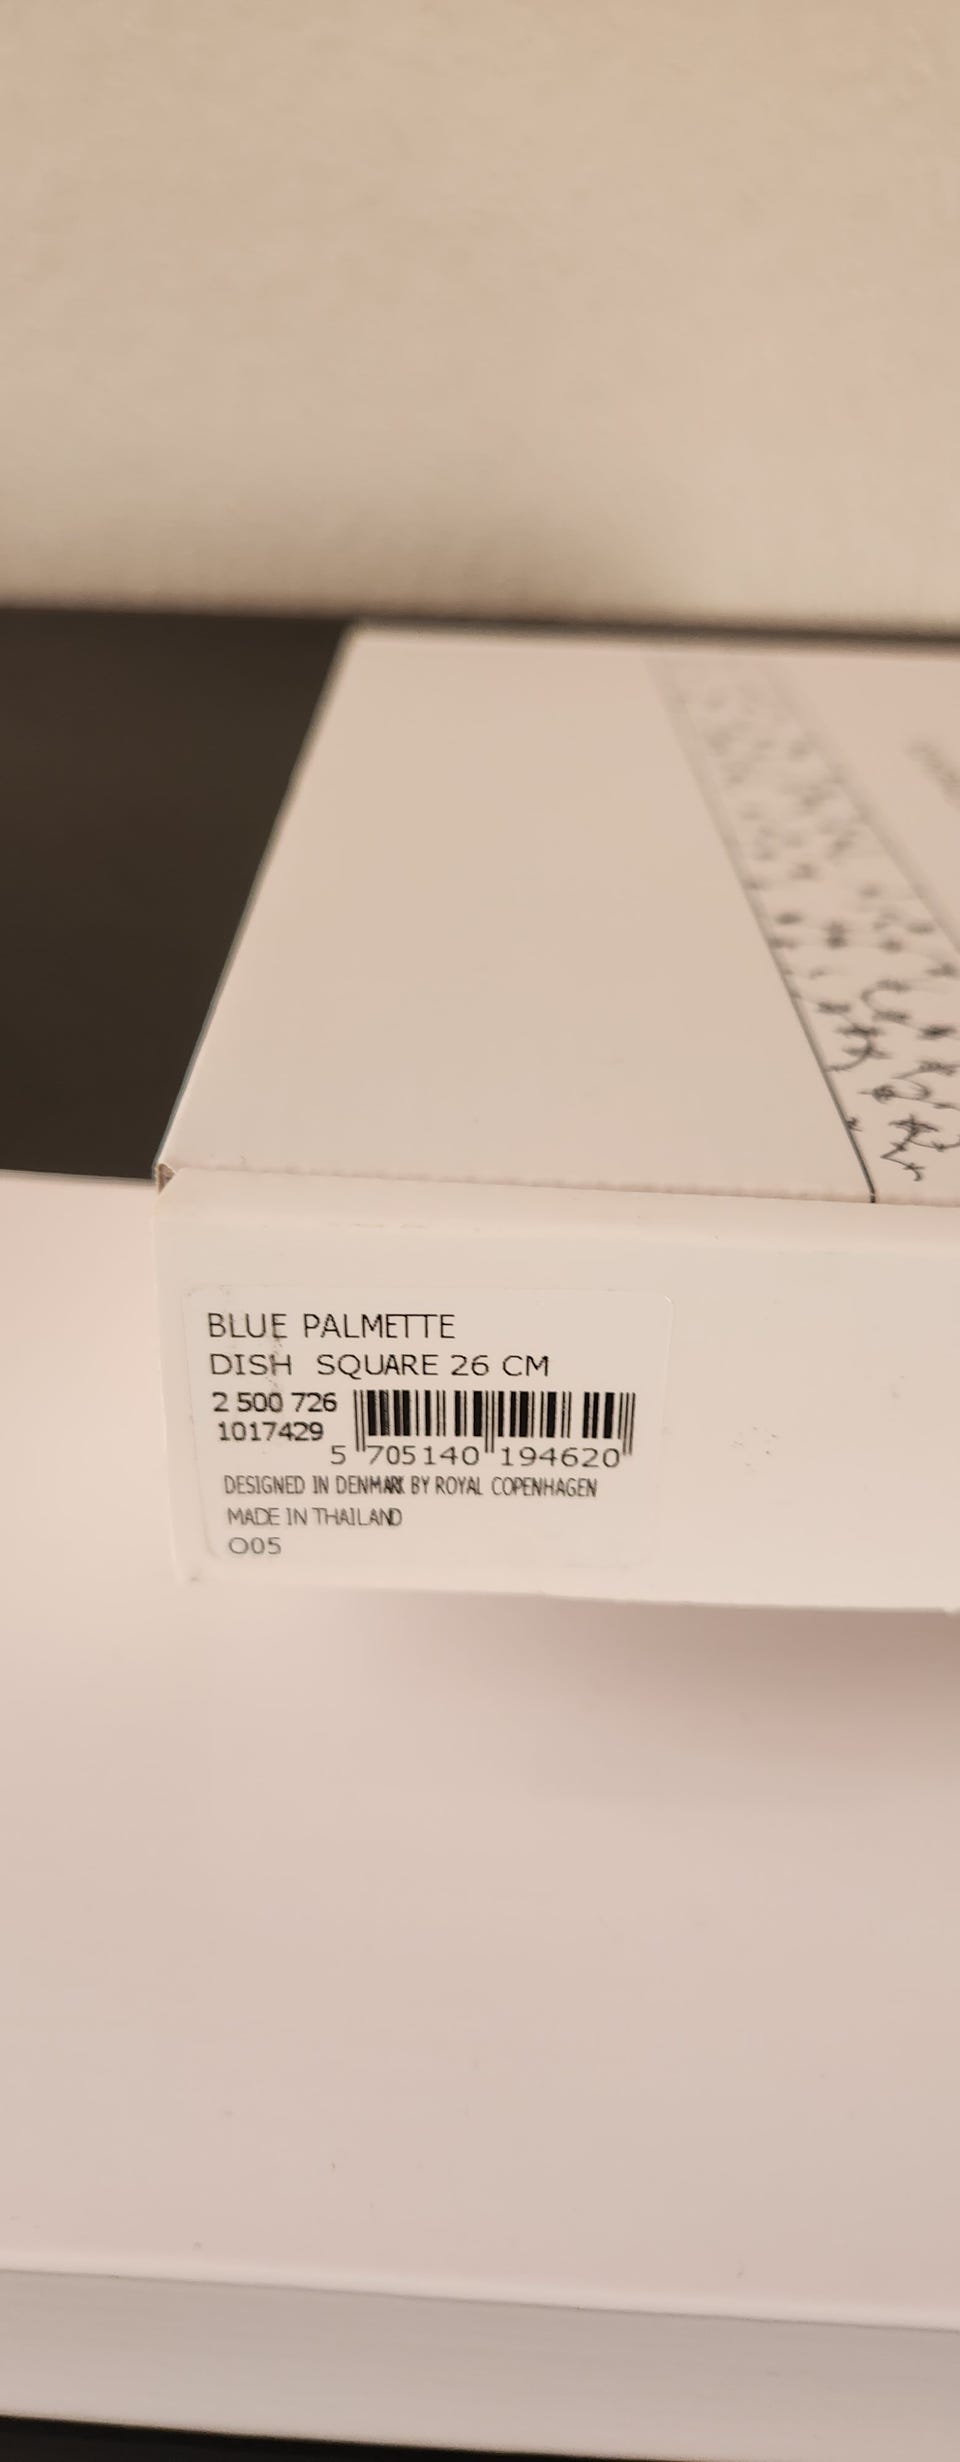 BLUE PALMETTE
DISH SQUARE 26 CM
2 500 726
1017429
5 705140 194620
DESIGNED IN DENMARK BY ROYAL COPENHAGEN
MADE IN THAILAND
O05